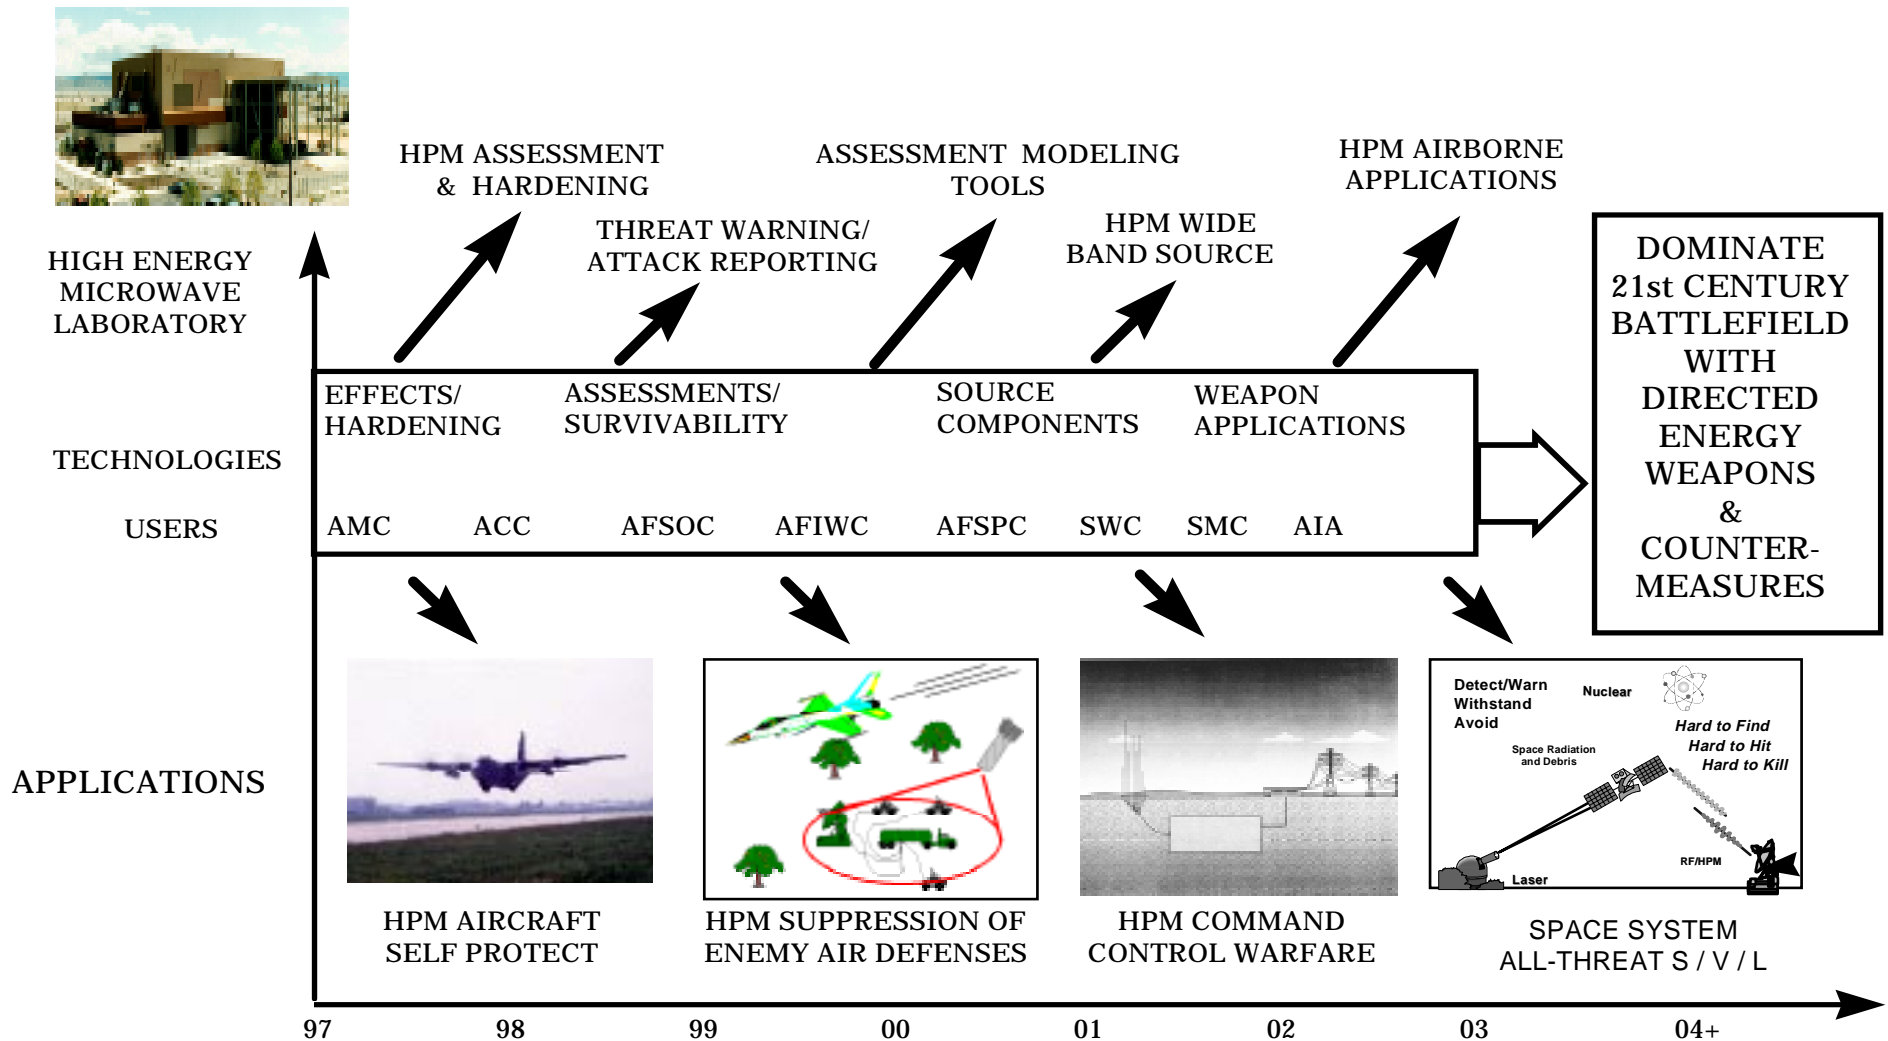 HPM ASSESSMENT
& HARDENING
ASSESSMENT MODELING
TOOLS
HPM AIRBORNE
APPLICATIONS
THREAT WARNING/
ATTACK REPORTING
HPM WIDE
BAND SOURCE
HIGH ENERGY
MICROWAVE
LABORATORY
DOMINATE
21st CENTURY
BATTLEFIELD
WITH
DIRECTED
ENERGY
WEAPONS
&
COUNTER-
MEASURES
EFFECTS/
HARDENING
ASSESSMENTS/
SURVIVABILITY
SOURCE
COMPONENTS
WEAPON
APPLICATIONS
TECHNOLOGIES
USERS
AMC ACC AFSOC AFIWC AFSPC SWC SMC AIA
APPLICATIONS
Detect/Warn
Withstand
Avoid
Nuclear
Hard to Find
Hard to Hit
Hard to Kill
Space Radiation
and Debris
RF/HPM
Laser
HPM AIRCRAFT
SELF PROTECT
HPM SUPPRESSION OF
ENEMY AIR DEFENSES
HPM COMMAND
CONTROL WARFARE
SPACE SYSTEM
ALL-THREAT S / V / L
97 98 99 00 01 02 03 04+